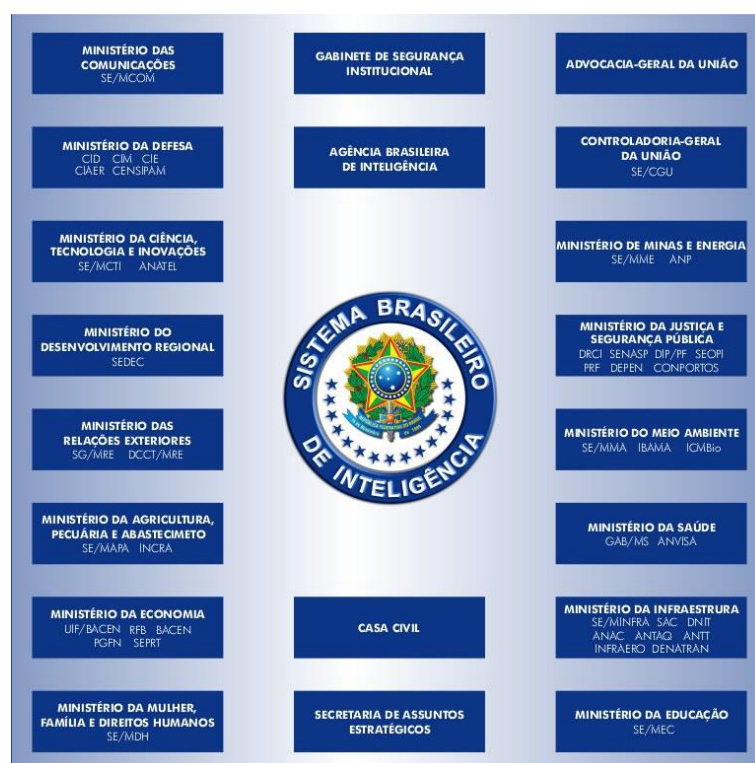 MINISTÉRIO DAS
COMUNICAÇÕES
SE/MCOM
GABINETE DE SEGURANÇA
INSTITUCIONAL
ADVOCACIA-GERAL DA UNIÃO
MINISTÉRIO DA DEFESA
CID CIM CIE
CIAER CENSIPAM
AGÊNCIA BRASILEIRA
DE INTELIGÊNCIA
CONTROLADORIA-GERAL
DA UNIÃO
SE/CGU
MINISTÉRIO DA CIÊNCIA,
TECNOLOGIA E INOVAÇÕES
SE/MCTI ANATEL
MINISTÉRIO DE MINAS E ENERGIA
SE/MME ANP
MINISTÉRIO DO
DESENVOLVIMENTO REGIONAL
SEDEC
SISTEMA BRASILEIRO
DE INTELIGÊNCIA
MINISTÉRIO DA JUSTIÇA E
SEGURANÇA PÚBLICA
DRCI SENASP DIP/PF SEOPI
PRF DEPEN CONPORTOS
MINISTÉRIO DAS
RELAÇÕES EXTERIORES
SG/MRE DCCT/MRE
MINISTÉRIO DO MEIO AMBIENTE
SE/MMA IBAMA ICMBio
MINISTÉRIO DA AGRICULTURA,
PECUÁRIA E ABASTECIMETO
SE/MAPA INCRA
MINISTÉRIO DA SAÚDE
GAB/MS ANVISA
MINISTÉRIO DA ECONOMIA
UIF/BACEN RFB BACEN
PGFN SEPRT
CASA CIVIL
MINISTÉRIO DA INFRAESTRURA
SE/MINFRA SAC DNIT
ANAC ANTAQ ANTT
INFRAERO DENATRAN
MINISTÉRIO DA MULHER,
FAMÍLIA E DIREITOS HUMANOS
SE/MDH
SECRETARIA DE ASSUNTOS
ESTRATÉGICOS
MINISTÉRIO DA EDUCAÇÃO
SE/MEC